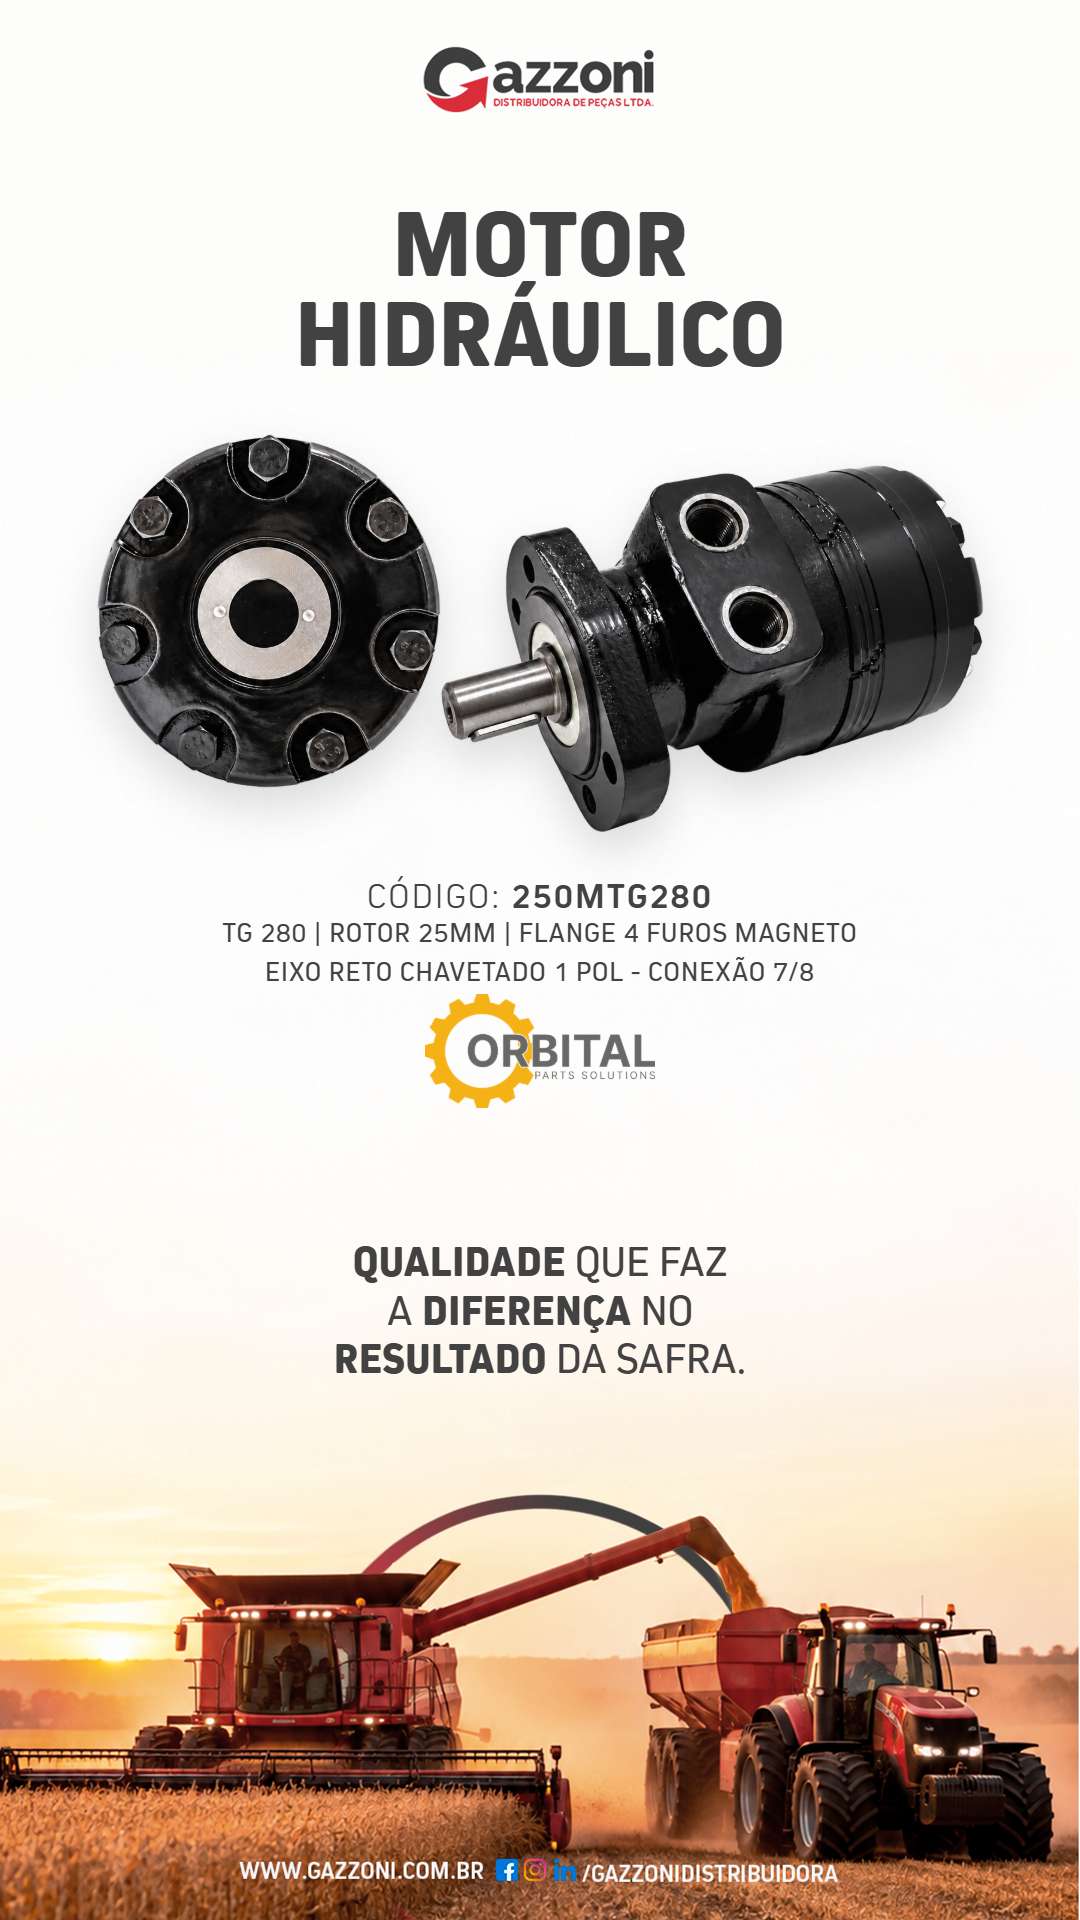 Gazzoni
DISTRIBUIDORA DE PEÇAS LTDA.
MOTOR
HIDRÁULICO
CÓDIGO: 250MTG280
TG 280 | ROTOR 25MM | FLANGE 4 FUROS MAGNETO
EIXO RETO CHAVETADO 1 POL - CONEXÃO 7/8
ORBITAL
PARTS SOLUTIONS
QUALIDADE QUE FAZ
A DIFERENÇA NO
RESULTADO DA SAFRA.
WWW.GAZZONI.COM.BR /GAZZONIDISTRIBUIDORA